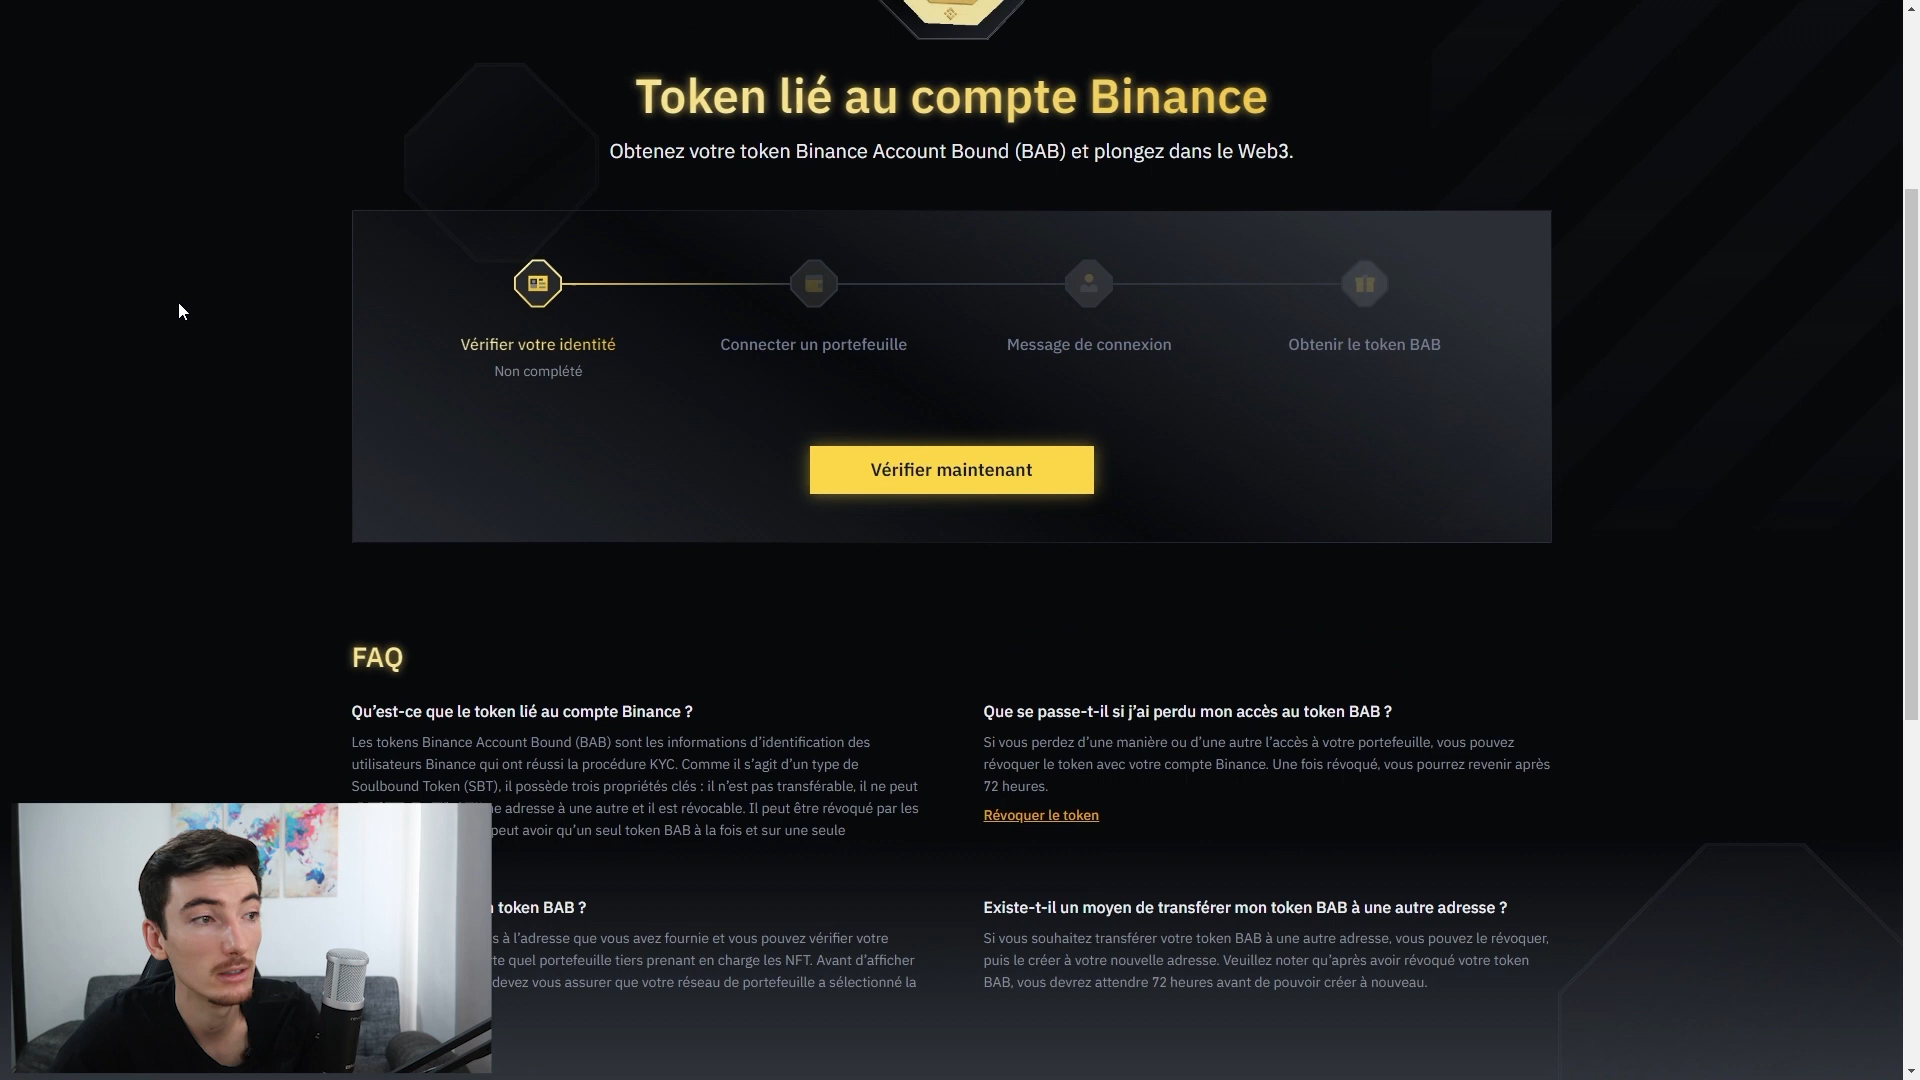 Token lié au compte Binance
Obtenez votre token Binance Account Bound (BAB) et plongez dans le Web3.
Vérifier votre identité
Non complété
Connecter un portefeuille
Message de connexion
Obtenir le token BAB
Vérifier maintenant
FAQ
Qu’est-ce que le token lié au compte Binance ?
Les tokens Binance Account Bound (BAB) sont les informations d’identification des
utilisateurs Binance qui ont réussi la procédure KYC. Comme il s’agit d’un type de
Soulbound Token (SBT), il possède trois propriétés clés : il n’est pas transférable, il ne peut
adresse à une autre et il est révocable. Il peut être révoqué par les
peut avoir qu’un seul token BAB à la fois et sur une seule
token BAB ?
à l’adresse que vous avez fournie et vous pouvez vérifier votre
quel portefeuille tiers prenant en charge les NFT. Avant d’afficher
devez vous assurer que votre réseau de portefeuille a sélectionné la
Que se passe-t-il si j’ai perdu mon accès au token BAB ?
Si vous perdez d’une manière ou d’une autre l’accès à votre portefeuille, vous pouvez
révoquer le token avec votre compte Binance. Une fois révoqué, vous pourrez revenir après
72 heures.
Révoquer le token
Existe-t-il un moyen de transférer mon token BAB à une autre adresse ?
Si vous souhaitez transférer votre token BAB à une autre adresse, vous pouvez le révoquer,
puis le créer à votre nouvelle adresse. Veuillez noter qu’après avoir révoqué votre token
BAB, vous devrez attendre 72 heures avant de pouvoir créer à nouveau.